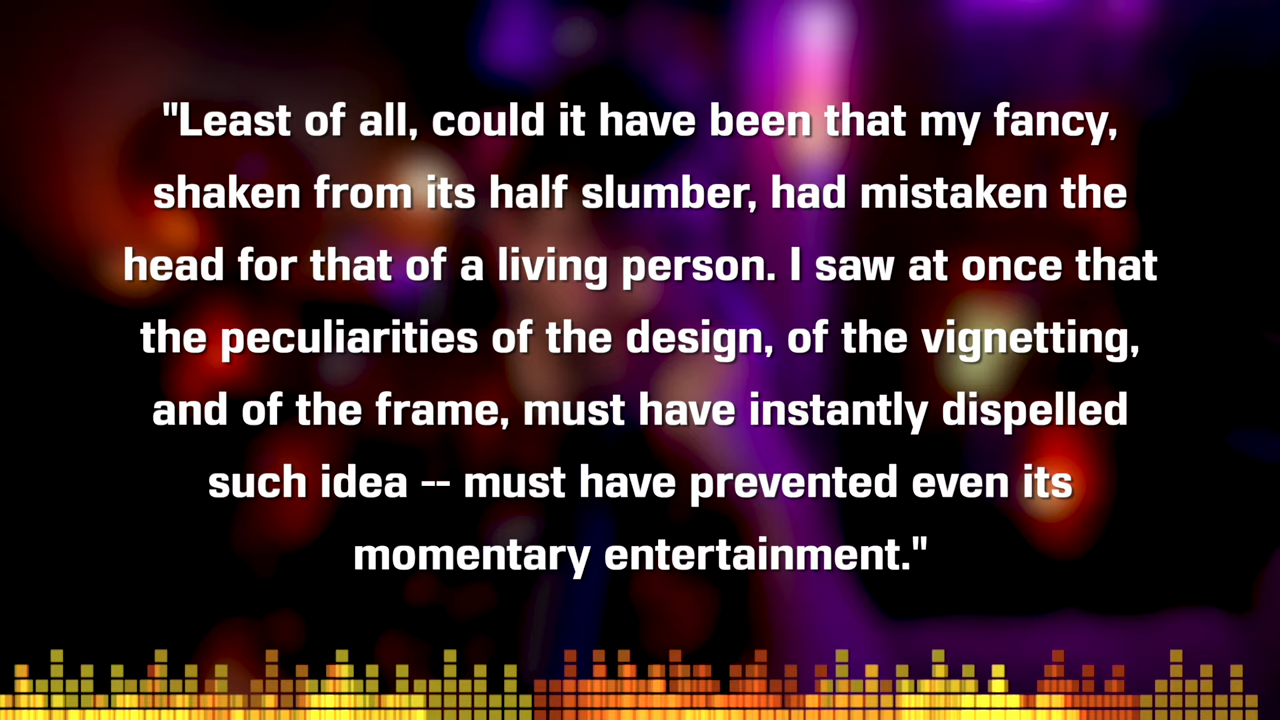 "Least of all, could it have been that my fancy,
shaken from its half slumber, had mistaken the
head for that of a living person. I saw at once that
the peculiarities of the design, of the vignetting,
and of the frame, must have instantly dispelled
such idea -- must have prevented even its
momentary entertainment."